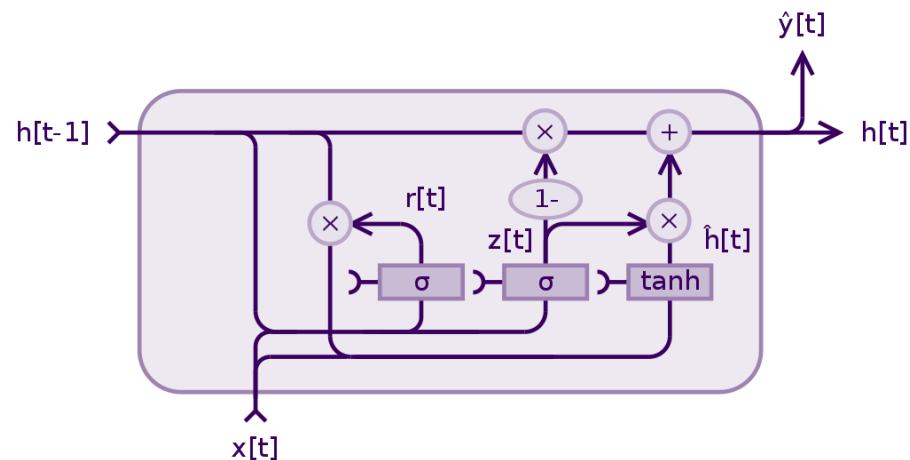 ŷ[t]
h[t-1]
×
+
h[t]
1-
r[t]
×
z[t]
×
ĥ[t]
σ
σ
tanh
x[t]